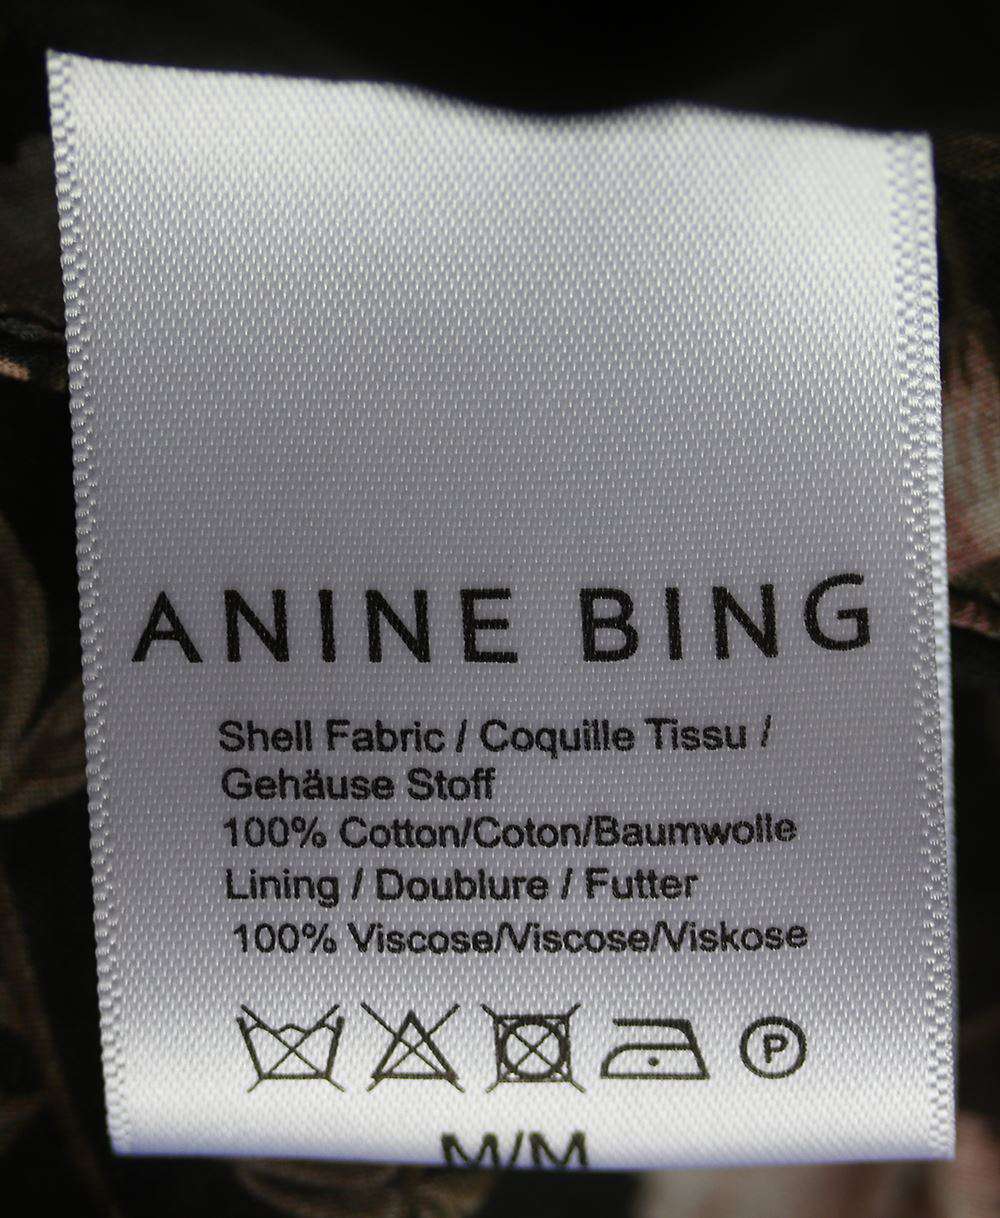 ANINE BING
Shell Fabric / Coquille Tissu /
Gehäuse Stoff
100% Cotton/Coton/Baumwolle
Lining / Doublure / Futter
100% Viscose/Viscose/Viskose
P
M/M